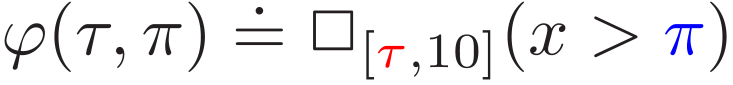 φ(τ, π) ≐ □[τ,10](x > π)